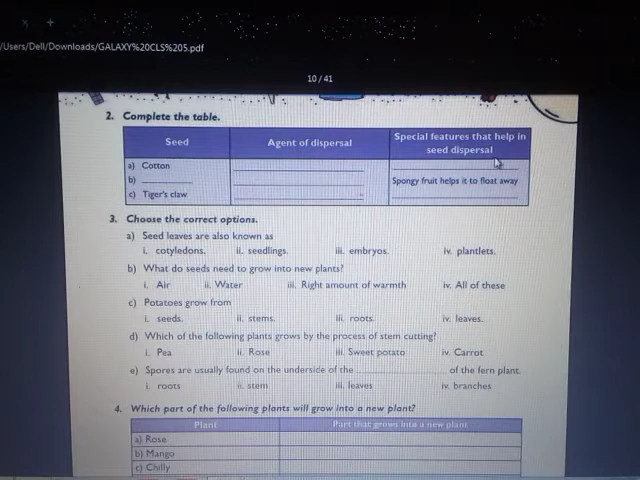 /Users/Dell/Downloads/GALAXY%20CLS%205.pdf
10 / 41
2. Complete the table.
Seed Agent of dispersal Special features that help in seed dispersal
a) Cotton
b) Spongy fruit helps it to float away
c) Tiger's claw
3. Choose the correct options.
a) Seed leaves are also known as
i. cotyledons. ii. seedlings. iii. embryos. iv. plantlets.
b) What do seeds need to grow into new plants?
i. Air ii. Water iii. Right amount of warmth iv. All of these
c) Potatoes grow from
i. seeds. ii. stems. iii. roots. iv. leaves.
d) Which of the following plants grows by the process of stem cutting?
i. Pea ii. Rose iii. Sweet potato iv. Carrot
e) Spores are usually found on the underside of the ____________ of the fern plant.
i. roots ii. stem iii. leaves iv. branches
4. Which part of the following plants will grow into a new plant?
Plant Part that grows into a new plant
a) Rose
b) Mango
c) Chilly